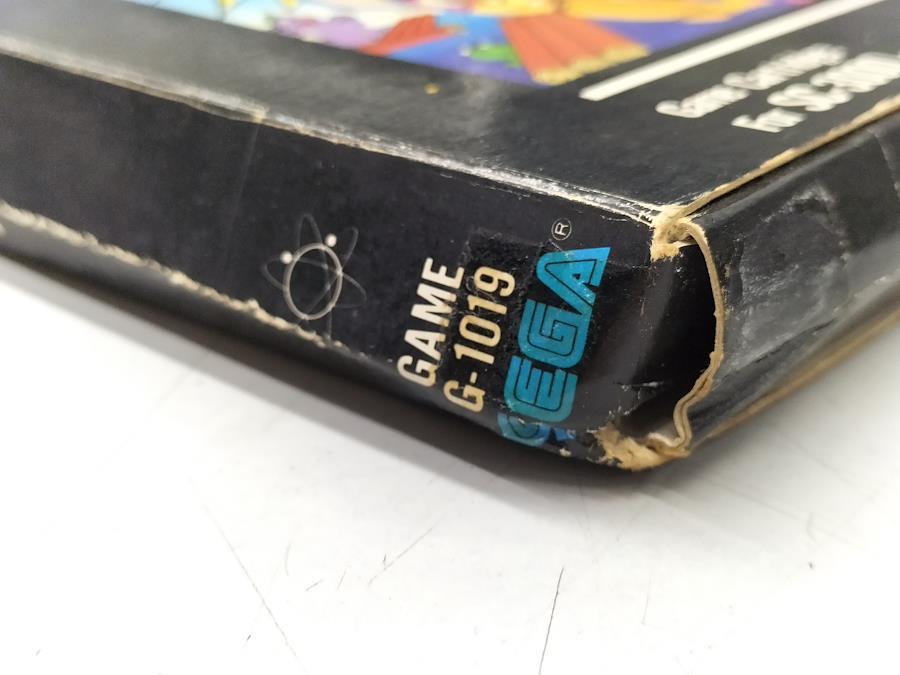 Game Cartridge
For SC-3000
GAME
G-1019
SEGA®